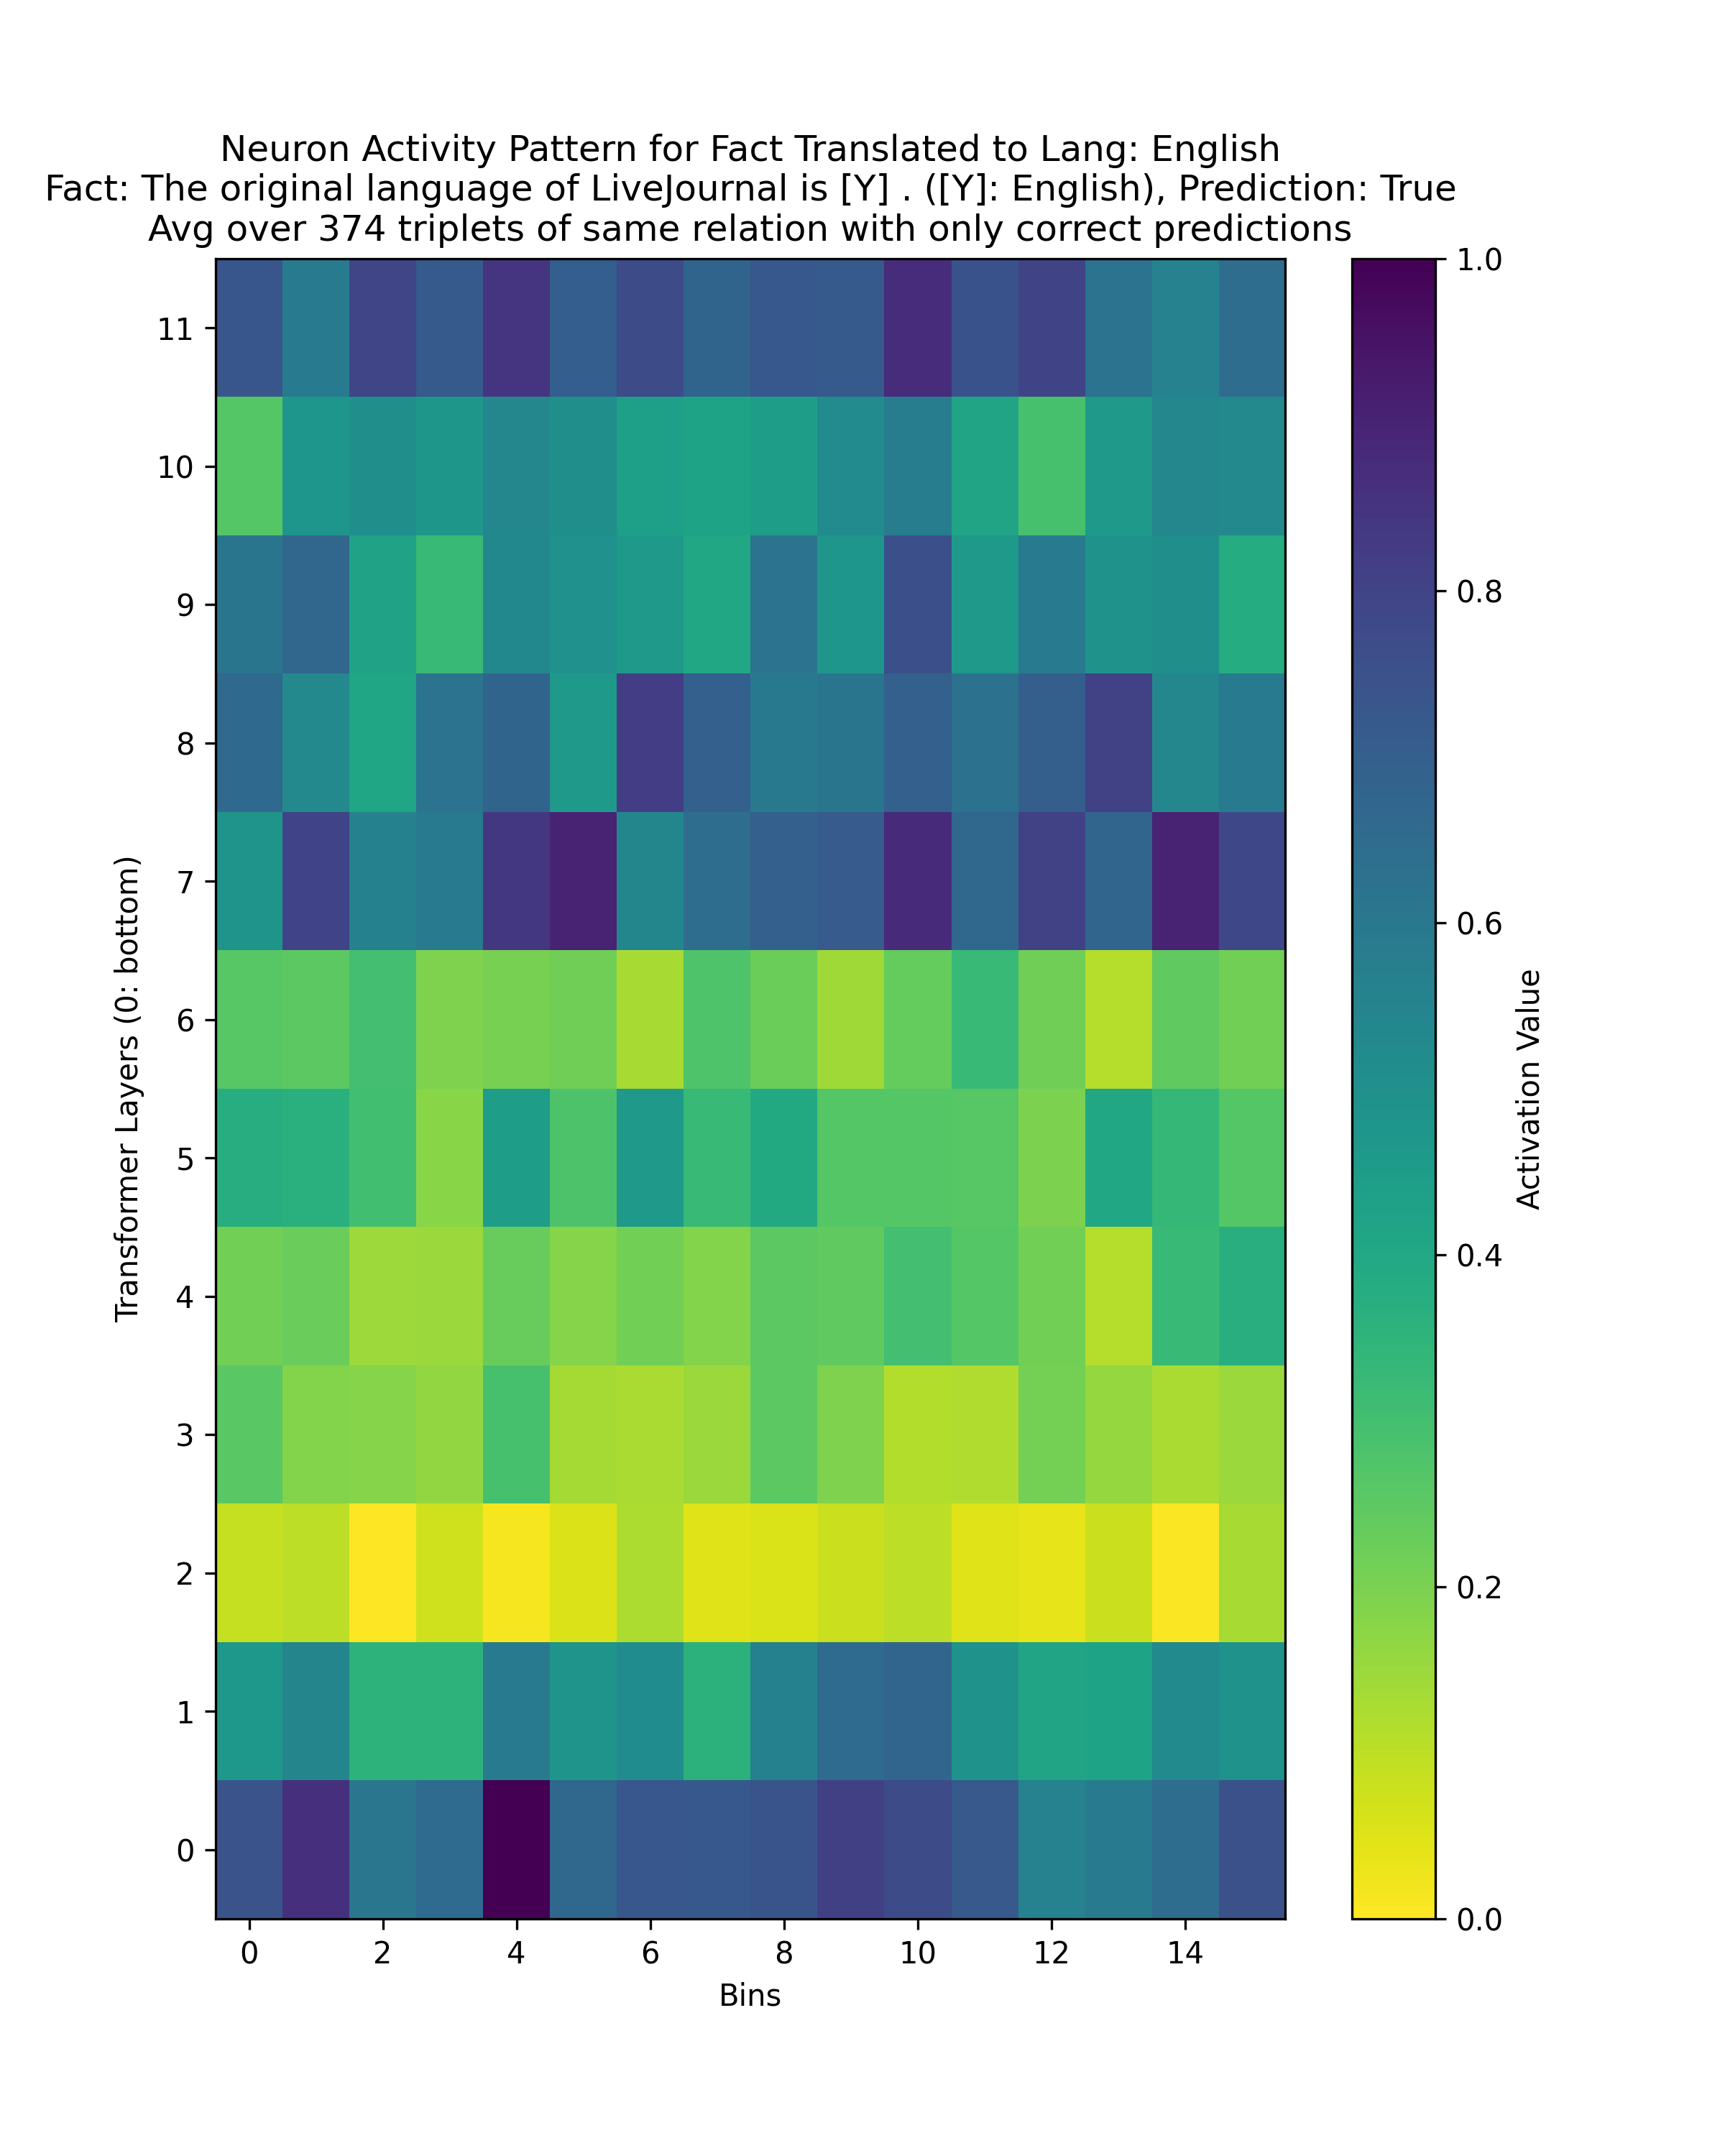 Neuron Activity Pattern for Fact Translated to Lang: English
Fact: The original language of LiveJournal is [Y] . ([Y]: English), Prediction: True
Avg over 374 triplets of same relation with only correct predictions
11
10
9
8
7
6
5
4
3
2
1
0
Transformer Layers (0: bottom)
0 2 4 6 8 10 12 14
Bins
1.0
0.8
0.6
0.4
0.2
0.0
Activation Value